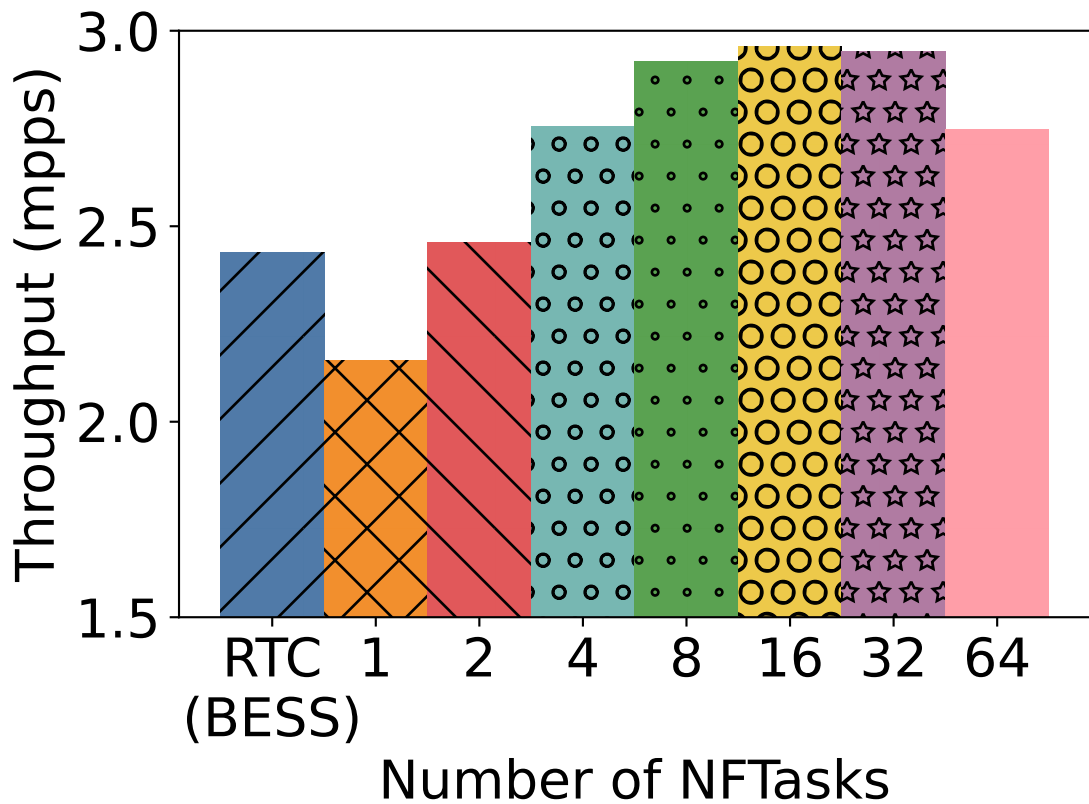 3.0
2.5
2.0
1.5
Throughput (mpps)
RTC 1 2 4 8 16 32 64
(BESS)
Number of NFTasks